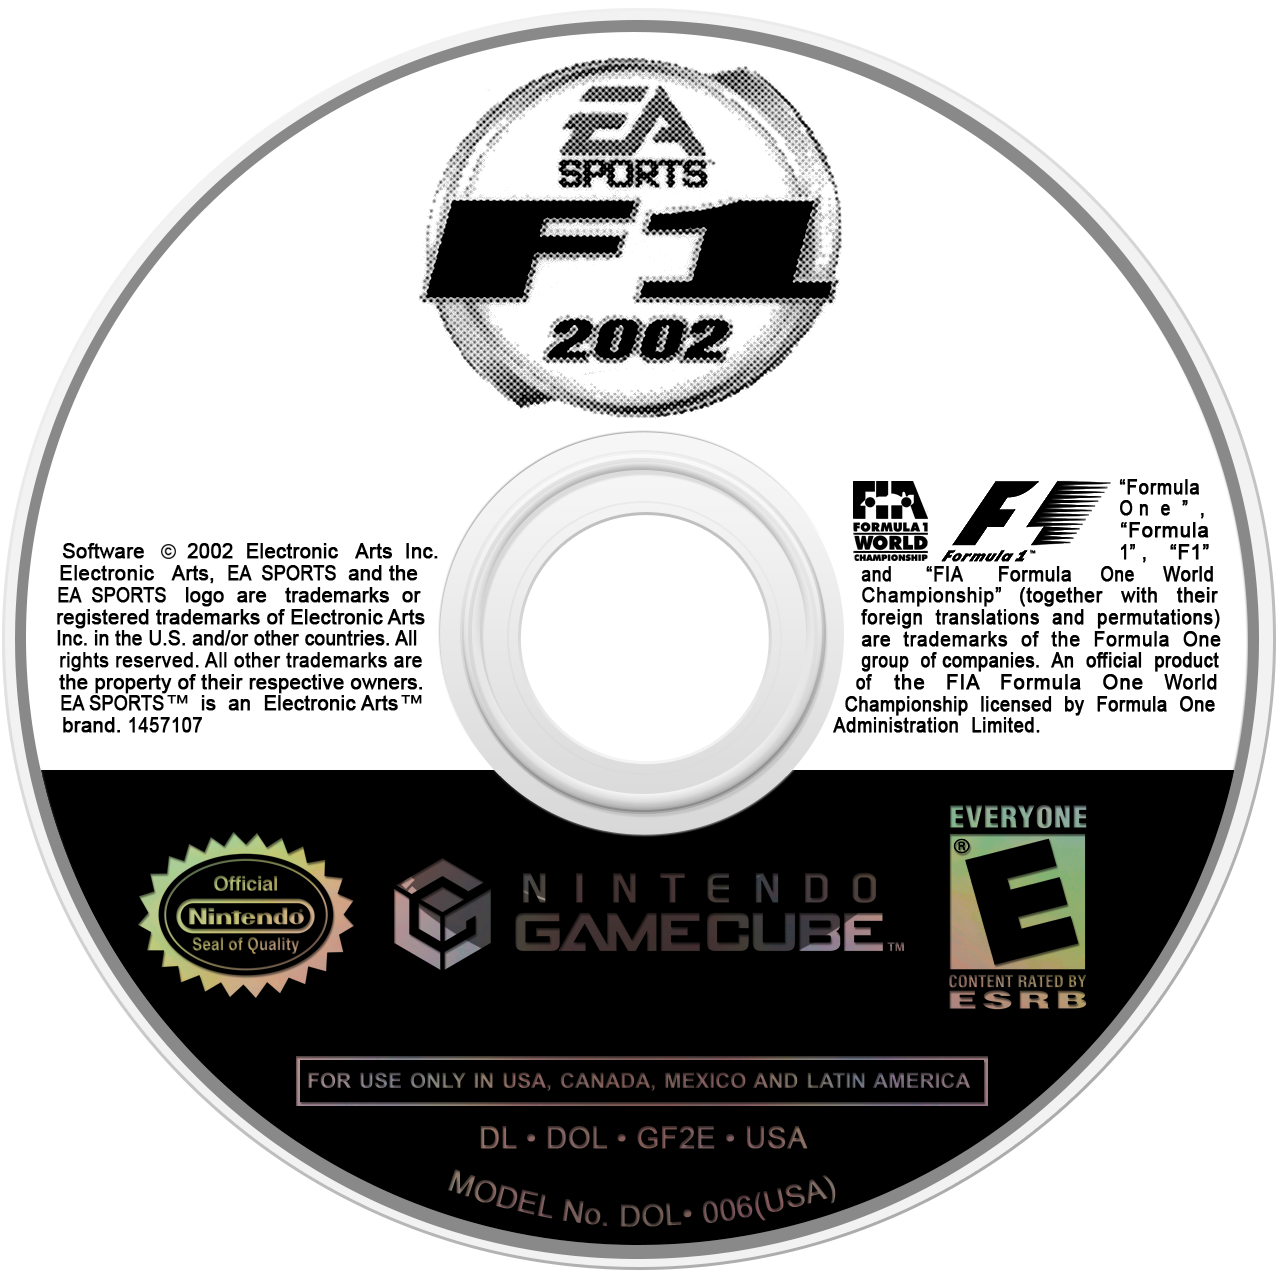 EA
SPORTS™
F1
2002
Software © 2002 Electronic Arts Inc.
Electronic Arts, EA SPORTS and the
EA SPORTS logo are trademarks or
registered trademarks of Electronic Arts
Inc. in the U.S. and/or other countries. All
rights reserved. All other trademarks are
the property of their respective owners.
EA SPORTS™ is an Electronic Arts™
brand. 1457107
FIA
FORMULA 1
WORLD
CHAMPIONSHIP
F1
Formula 1™
“Formula
One”,
“Formula
1”, “F1”
and “FIA Formula One World
Championship” (together with their
foreign translations and permutations)
are trademarks of the Formula One
group of companies. An official product
of the FIA Formula One World
Championship licensed by Formula One
Administration Limited.
Official
Nintendo®
Seal of Quality
NINTENDO
GAMECUBE™
EVERYONE
®
E
CONTENT RATED BY
ESRB
FOR USE ONLY IN USA, CANADA, MEXICO AND LATIN AMERICA
DL • DOL • GF2E • USA
MODEL No. DOL• 006(USA)